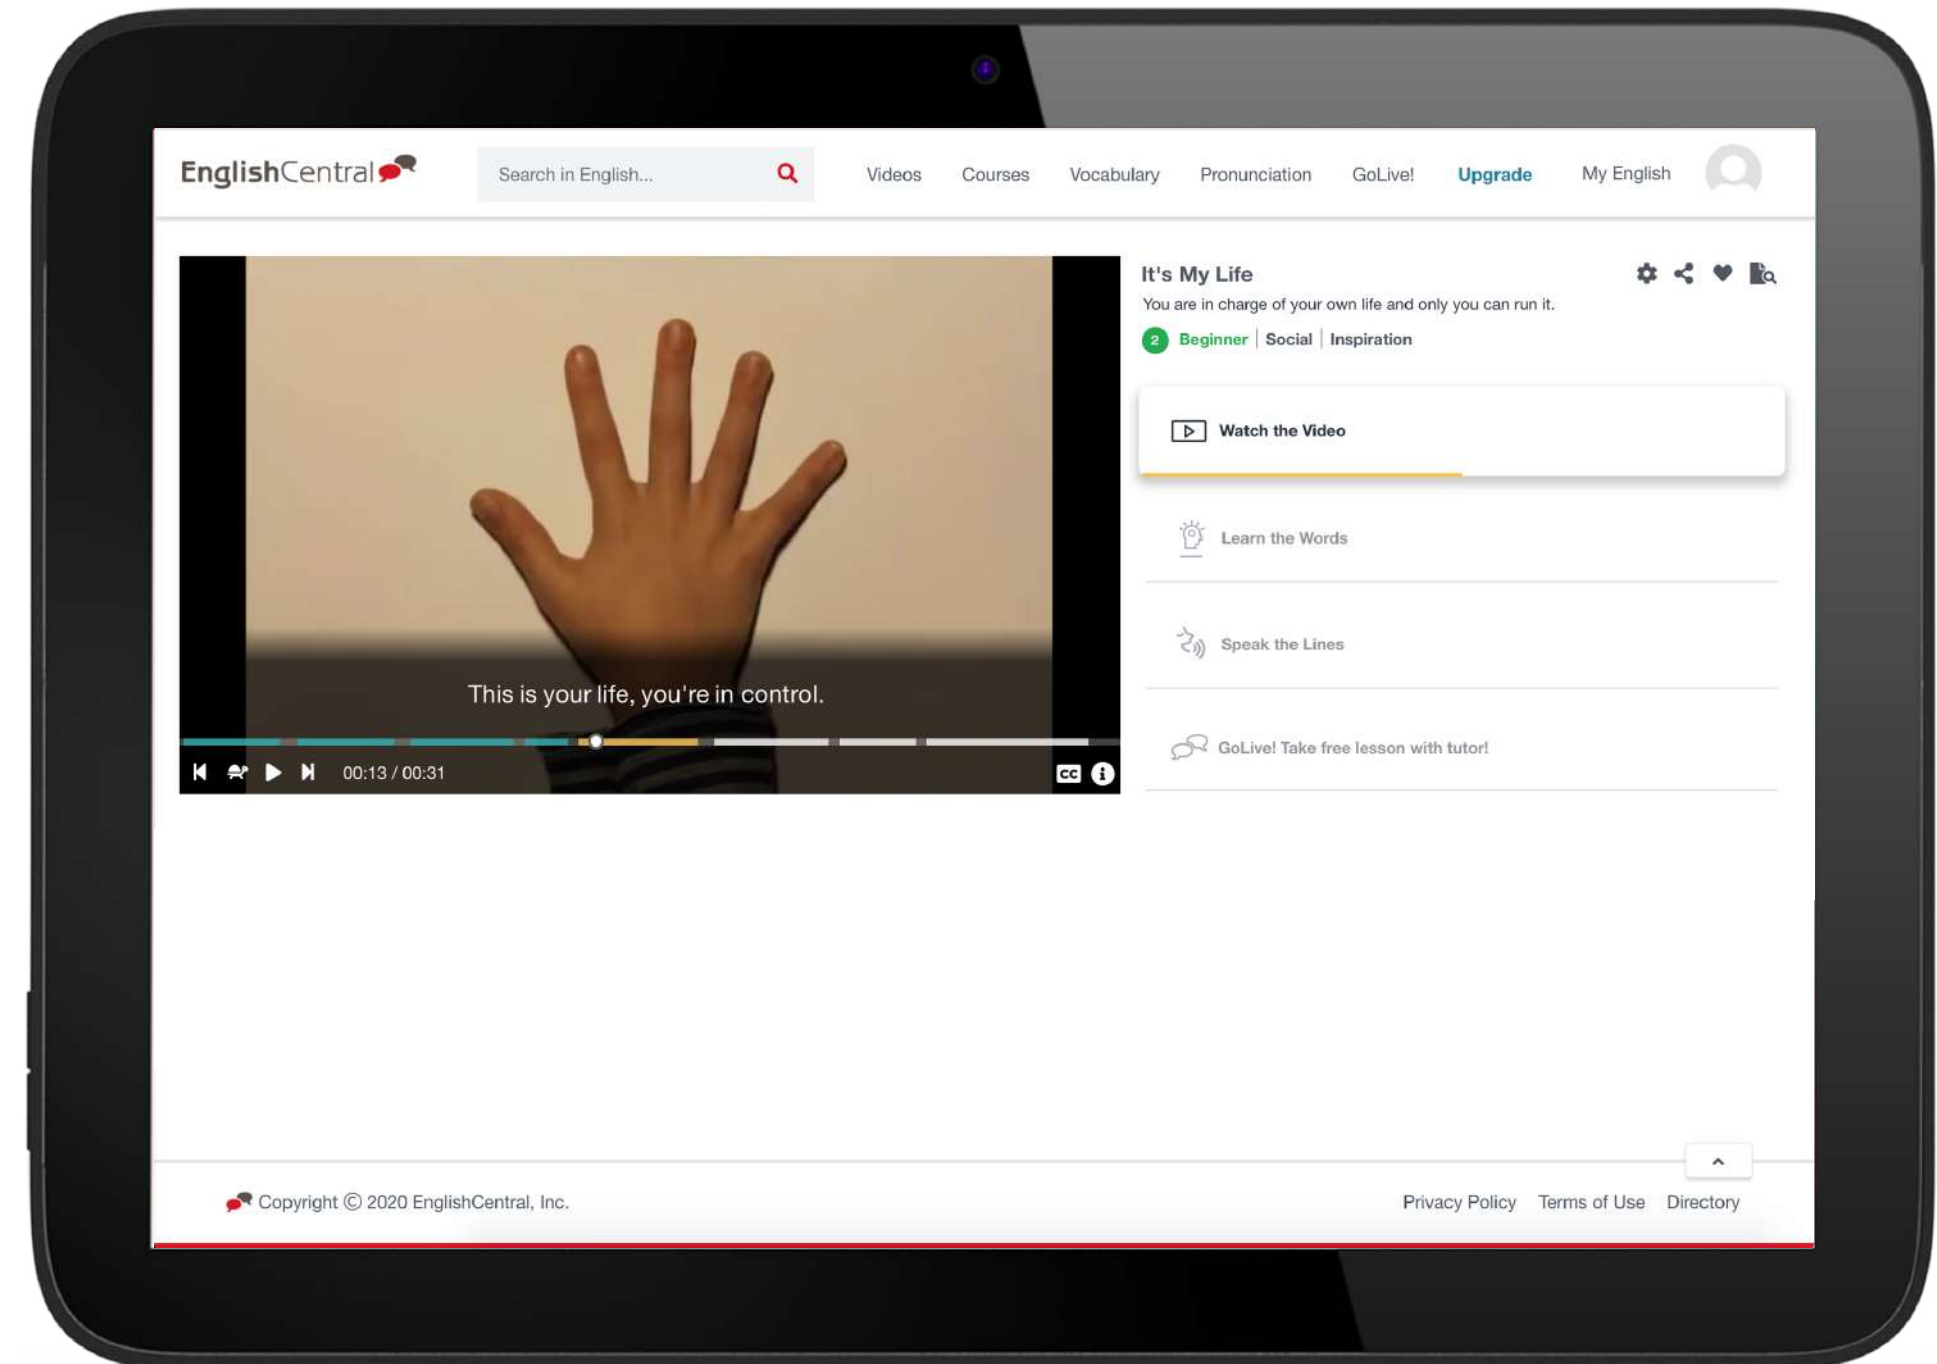 EnglishCentral
Search in English...
Videos Courses Vocabulary Pronunciation GoLive! Upgrade My English
It's My Life
You are in charge of your own life and only you can run it.
2 Beginner | Social | Inspiration
Watch the Video
Learn the Words
Speak the Lines
GoLive! Take free lesson with tutor!
This is your life, you're in control.
00:13 / 00:31
CC
Copyright © 2020 EnglishCentral, Inc.
Privacy Policy Terms of Use Directory